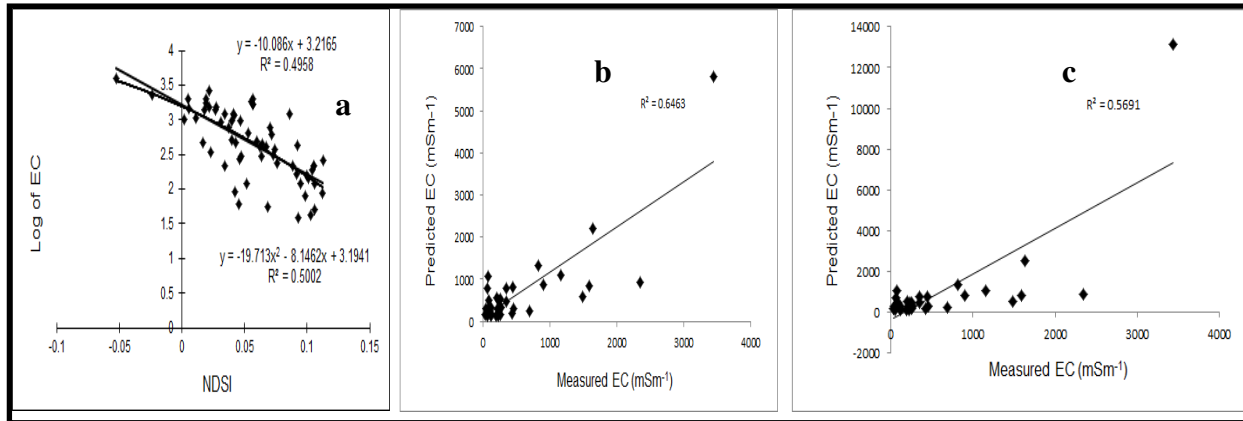 y = -10.086x + 3.2165
R² = 0.4958
a
4
3.5
3
2.5
2
1.5
1
0.5
0
-0.1 -0.05 0 0.05 0.1 0.15
Log of EC
NDSI
y = -19.713x² - 8.1462x + 3.1941
R² = 0.5002
b
R² = 0.6463
7000
6000
5000
4000
3000
2000
1000
0
0 1000 2000 3000 4000
Predicted EC (mSm-1)
Measured EC (mSm-1)
c
R² = 0.5691
14000
12000
10000
8000
6000
4000
2000
0
-2000
0 1000 2000 3000 4000
Predicted EC (mSm-1)
Measured EC (mSm-1)